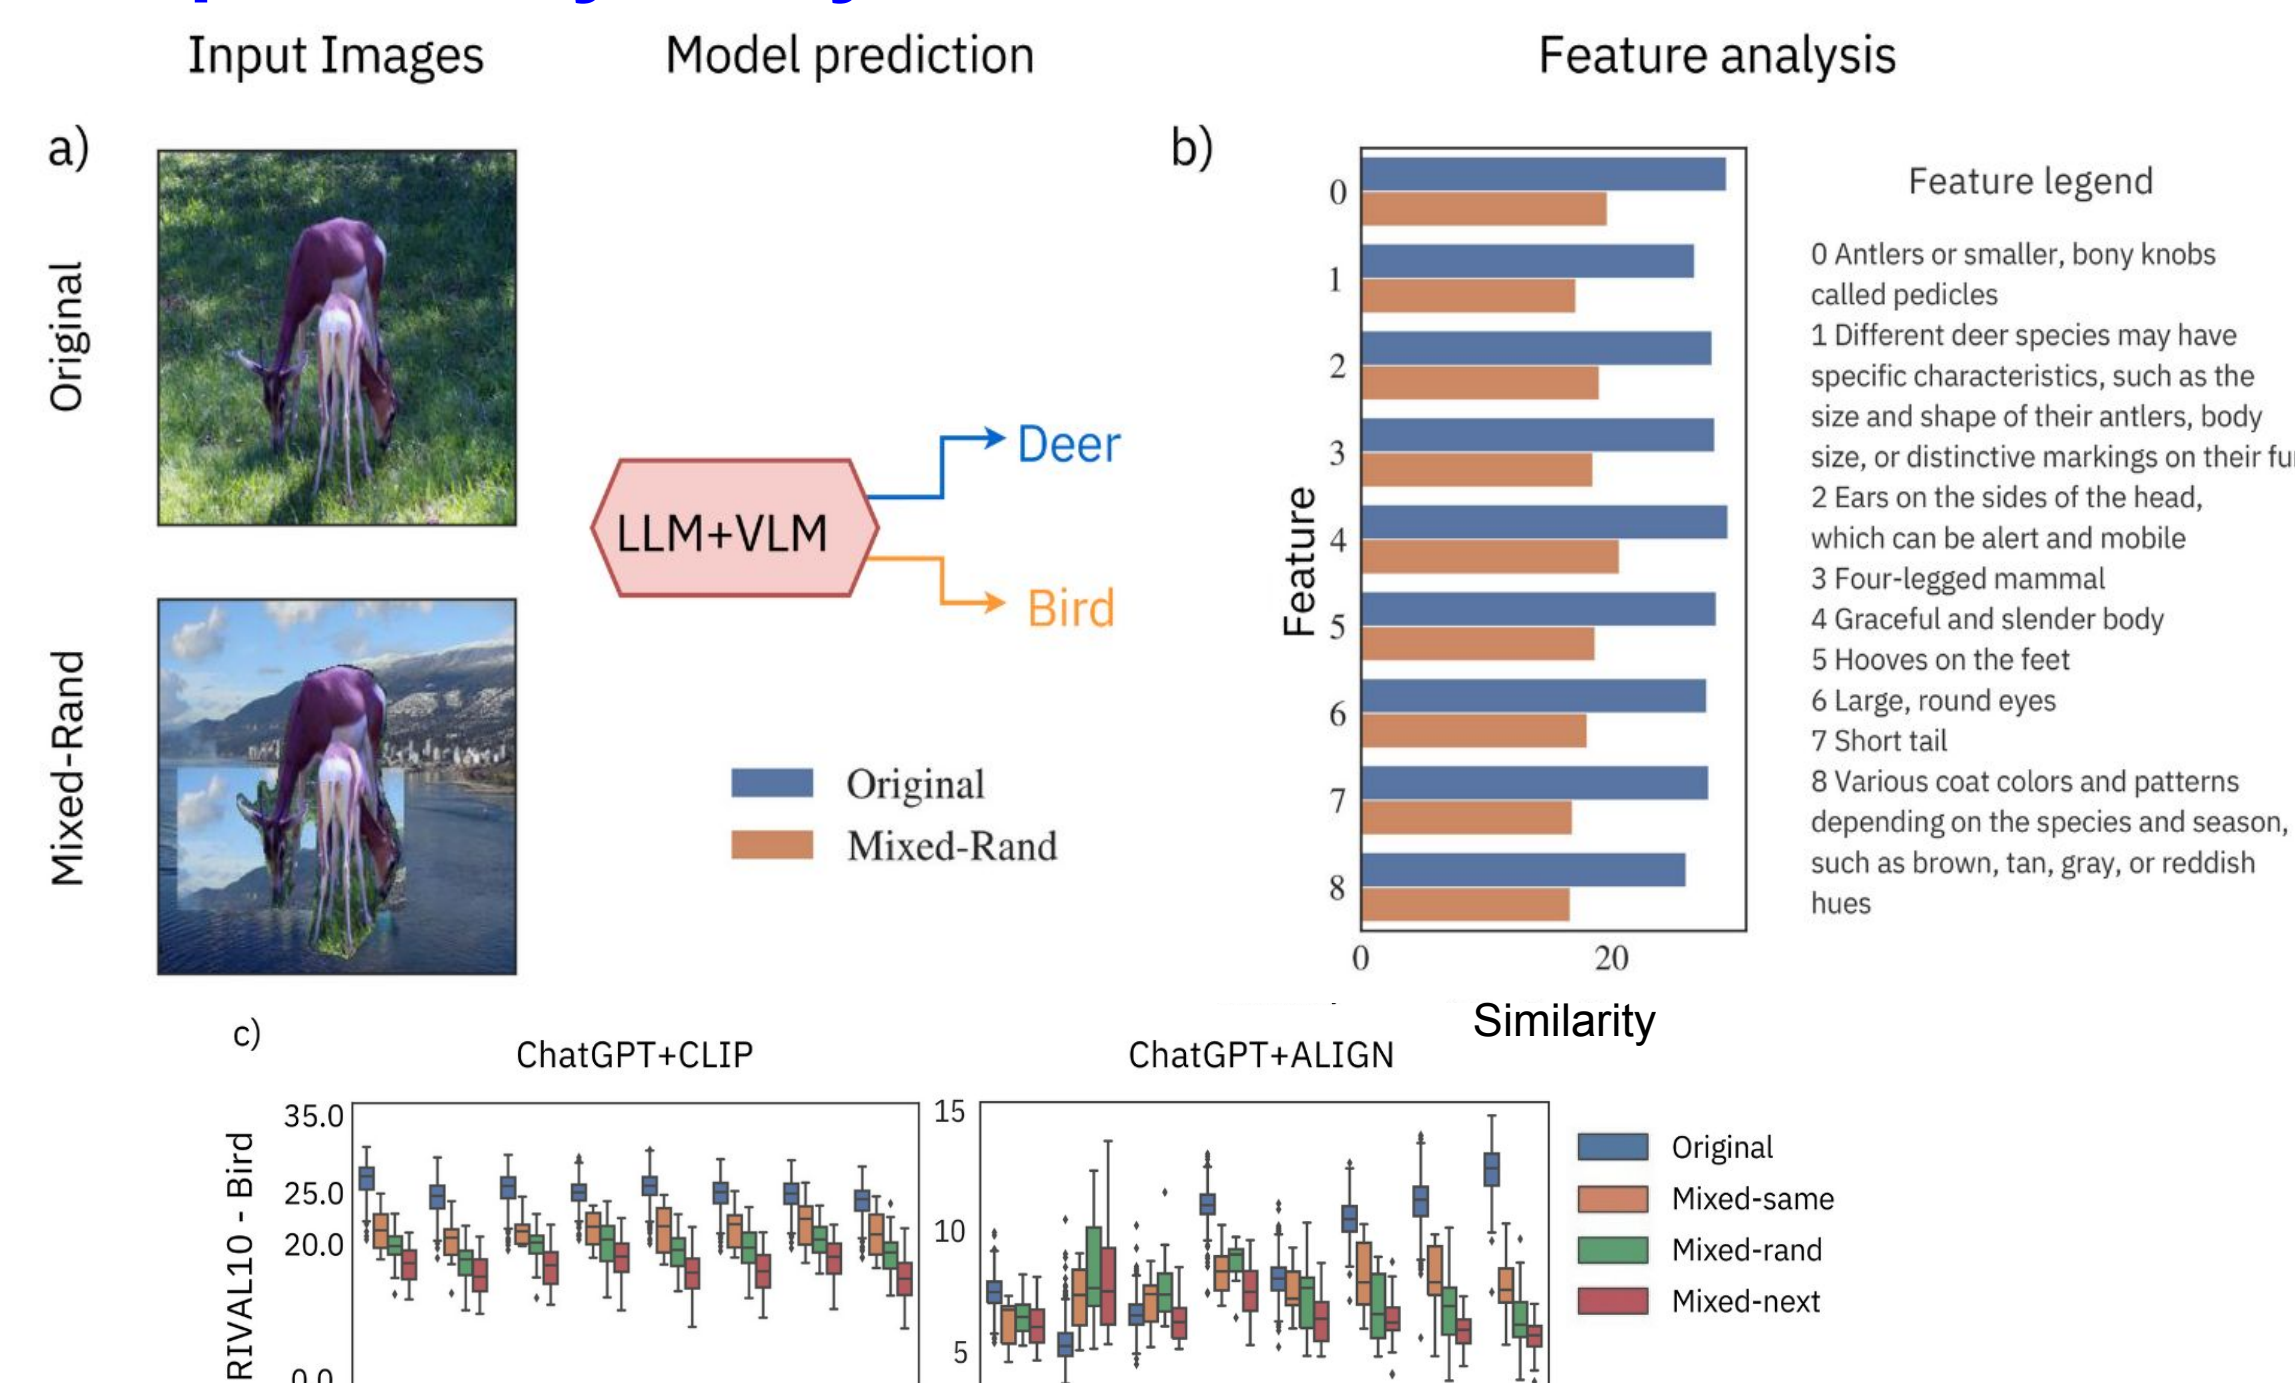 Input Images
Model prediction
Feature analysis
a)
Original
Mixed-Rand
LLM+VLM
Deer
Bird
Original
Mixed-Rand
b)
Feature
0
1
2
3
4
5
6
7
8
0
20
Similarity
Feature legend
0 Antlers or smaller, bony knobs
called pedicles
1 Different deer species may have
specific characteristics, such as the
size and shape of their antlers, body
size, or distinctive markings on their
2 Ears on the sides of the head,
which can be alert and mobile
3 Four-legged mammal
4 Graceful and slender body
5 Hooves on the feet
6 Large, round eyes
7 Short tail
8 Various coat colors and patterns
depending on the species and season,
such as brown, tan, gray, or reddish
hues
c)
ChatGPT+CLIP
ChatGPT+ALIGN
RIVAL10 - Bird
35.0
25.0
20.0
0.0
15
10
5
Original
Mixed-same
Mixed-rand
Mixed-next